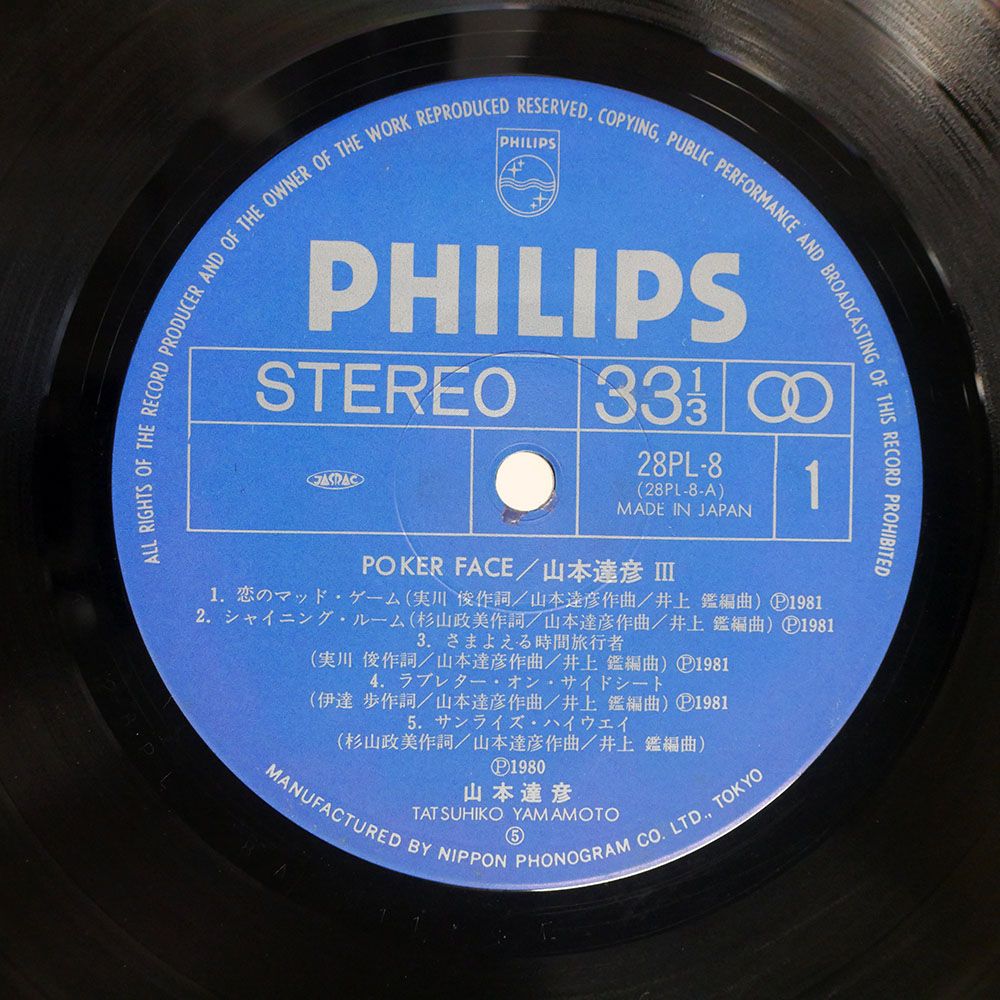 ALL RIGHTS OF THE RECORD PRODUCER AND OF THE OWNER OF THE WORK REPRODUCED RESERVED. COPYING, PUBLIC PERFORMANCE AND BROADCASTING OF THIS RECORD PROHIBITED
PHILIPS
PHILIPS
STEREO 33 1/3
JASRAC
28PL-8
(28PL-8-A)
MADE IN JAPAN
1
POKER FACE／山本達彦 III
1. 恋のマッド・ゲーム(実川 俊作詞／山本達彦作曲／井上 鑑編曲) Ⓟ1981
2. シャイニング・ルーム(杉山政美作詞／山本達彦作曲／井上 鑑編曲) Ⓟ1981
3. さまよえる時間旅行者
(実川 俊作詞／山本達彦作曲／井上 鑑編曲) Ⓟ1981
4. ラブレター・オン・サイドシート
(伊達 歩作詞／山本達彦作曲／井上 鑑編曲) Ⓟ1981
5. サンライズ・ハイウエイ
(杉山政美作詞／山本達彦作曲／井上 鑑編曲)
Ⓟ1980
山本達彦
TATSUHIKO YAMAMOTO
⑤
MANUFACTURED BY NIPPON PHONOGRAM CO. LTD., TOKYO